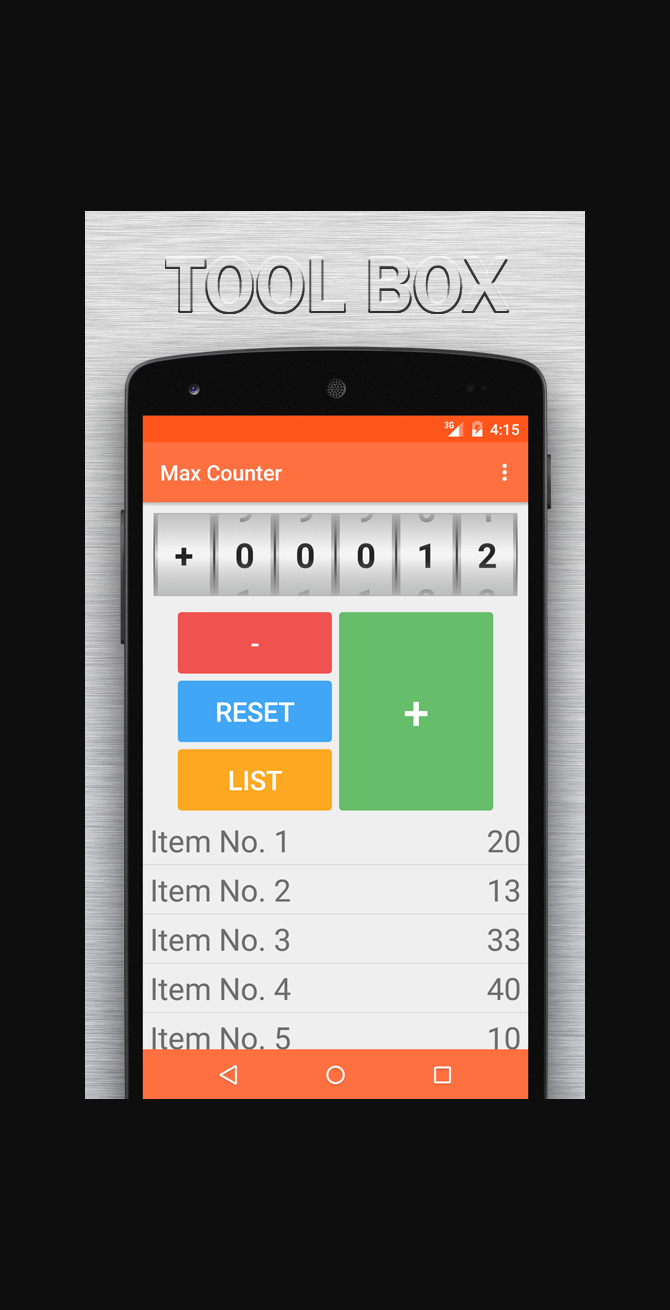 TOOL BOX
3G 4:15
Max Counter
+ 0 0 0 1 2
-
RESET
+
LIST
Item No. 1 20
Item No. 2 13
Item No. 3 33
Item No. 4 40
Item No. 5 10